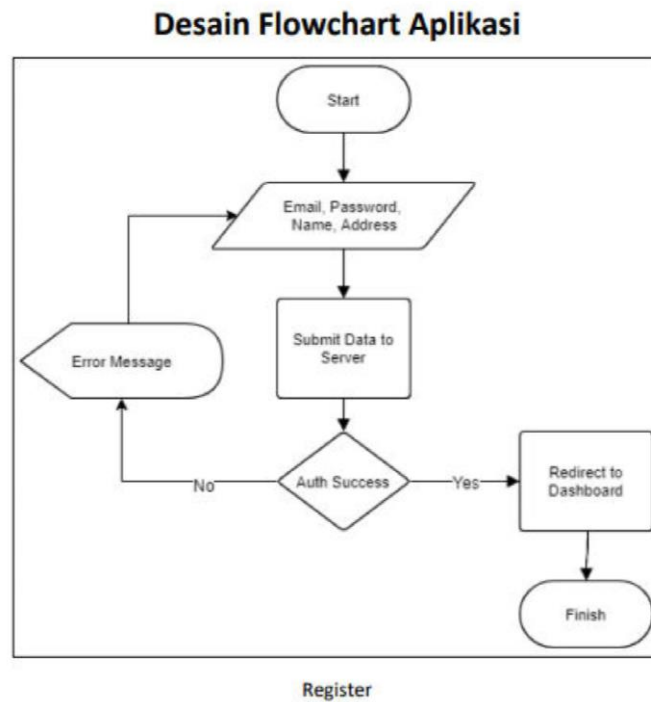 Desain Flowchart Aplikasi
Start
Email, Password,
Name, Address
Submit Data to
Server
Error Message
Auth Success
No
Yes
Redirect to
Dashboard
Finish
Register